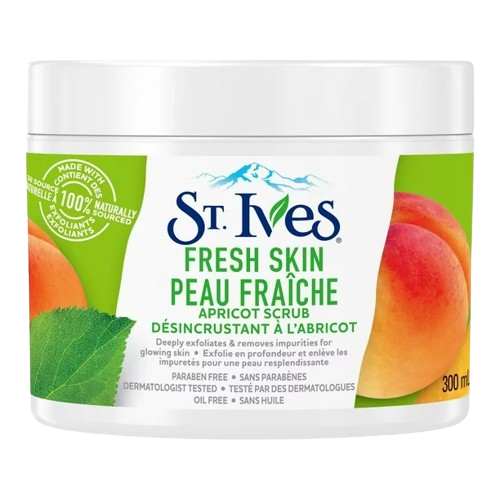 MADE WITH
CONTIENT DES
100% NATURALLY
SOURCED
EXFOLIANTS
EXFOLIANTS
ST. IVES®
FRESH SKIN
PEAU FRAÎCHE
APRICOT SCRUB
DÉSINCRUSTANT À L'ABRICOT
Deeply exfoliates & removes impurities for
glowing skin • Exfolie en profondeur et enlève les
impuretés pour une peau resplendissante
PARABEN FREE • SANS PARABÈNES
DERMATOLOGIST TESTED • TESTÉ PAR DES DERMATOLOGUES
OIL FREE • SANS HUILE
300 mL